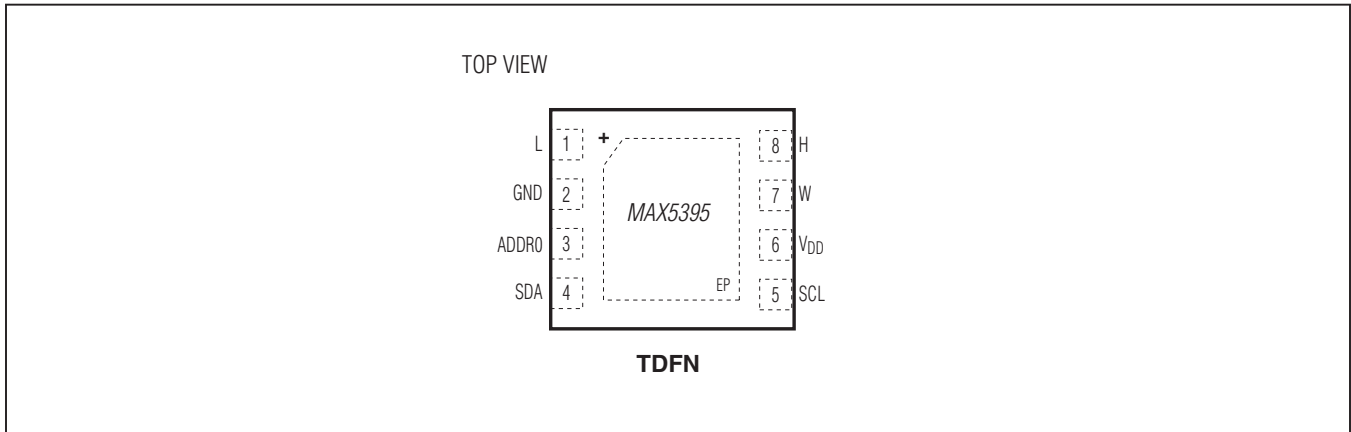 TOP VIEW
L 1 + 8 H
GND 2 7 W
MAX5395
ADDR0 3 6 VDD
SDA 4 EP 5 SCL
TDFN